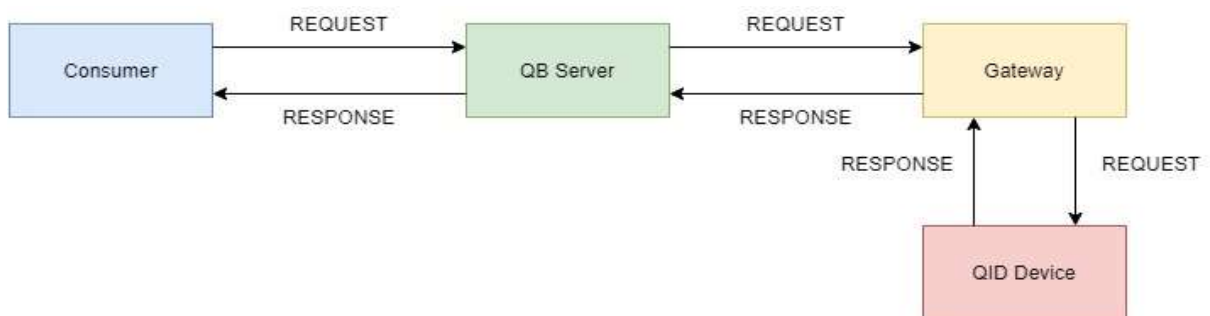 REQUEST
REQUEST
Consumer
QB Server
Gateway
RESPONSE
RESPONSE
RESPONSE
REQUEST
QID Device